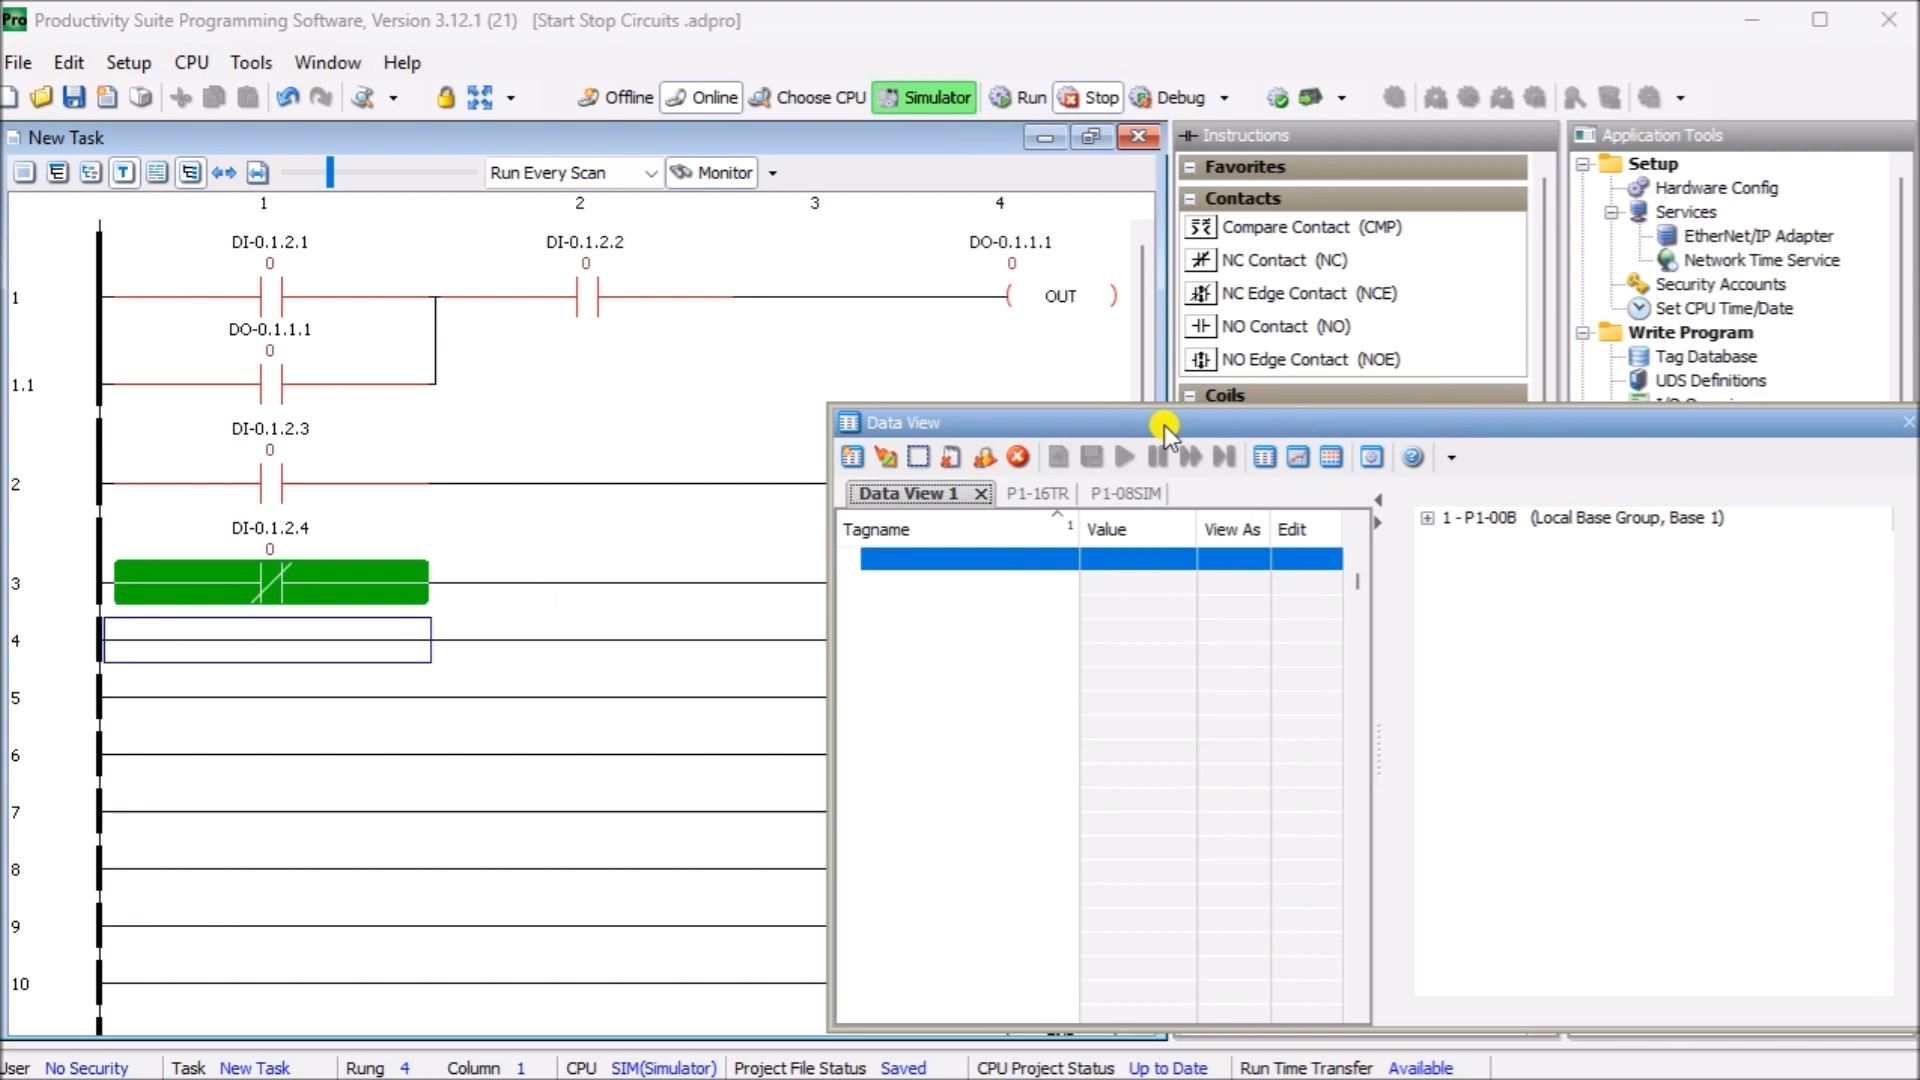 Pro Productivity Suite Programming Software, Version 3.12.1 (21) [Start Stop Circuits .adpro]
File Edit Setup CPU Tools Window Help
Offline Online Choose CPU Simulator Run Stop Debug
New Task
Run Every Scan Monitor
1 2 3 4
DI-0.1.2.1 DI-0.1.2.2 DO-0.1.1.1
0 0 0
1 OUT
DO-0.1.1.1
0
1.1
DI-0.1.2.3
0
2
DI-0.1.2.4
0
3
4
5
6
7
8
9
10
Instructions
Favorites
Contacts
Compare Contact (CMP)
NC Contact (NC)
NC Edge Contact (NCE)
NO Contact (NO)
NO Edge Contact (NOE)
Coils
Application Tools
Setup
Hardware Config
Services
EtherNet/IP Adapter
Network Time Service
Security Accounts
Set CPU Time/Date
Write Program
Tag Database
UDS Definitions
Data View
Data View 1 P1-16TR P1-08SIM
Tagname 1 Value View As Edit
1 - P1-00B (Local Base Group, Base 1)
User No Security Task New Task Rung 4 Column 1 CPU SIM(Simulator) Project File Status Saved CPU Project Status Up to Date Run Time Transfer Available